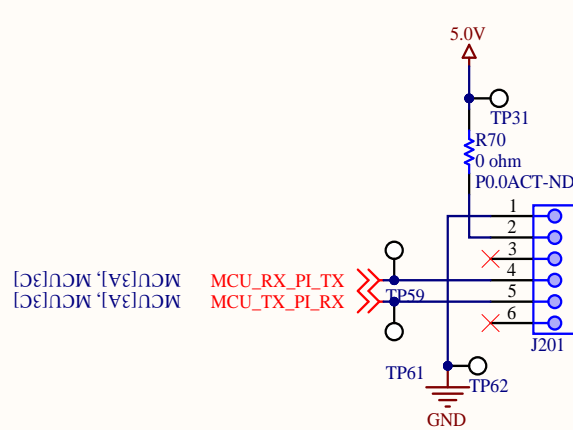 5.0V
TP31
R70
0 ohm
P0.0ACT-ND
1
2
3
4
5
6
MCU[3A], MCU[3C] MCU_RX_PI_TX
MCU[3A], MCU[3C] MCU_TX_PI_RX
TP59
J201
TP61
TP62
GND